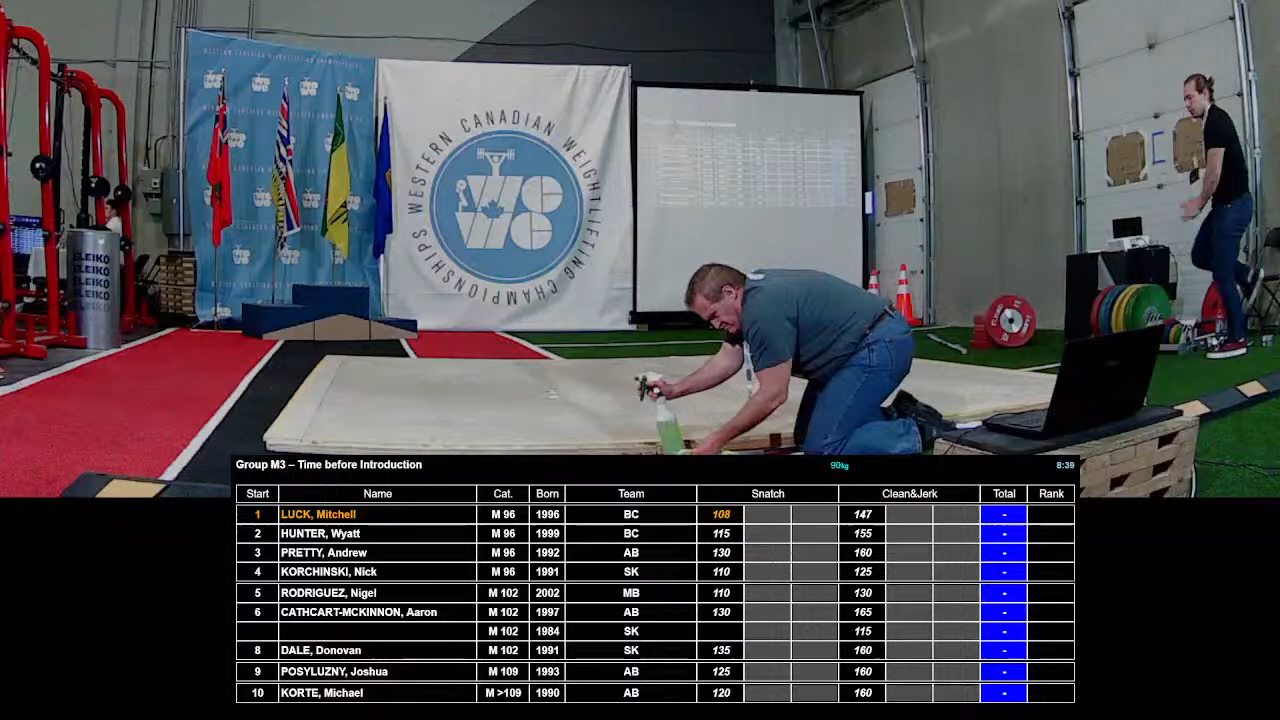 WESTERN CANADIAN WEIGHTLIFTING CHAMPIONSHIPS
WC
WC
ELEIKO
ELEIKO
ELEIKO
ELEIKO
Group M3 – Time before Introduction 90kg 8:39
Start Name Cat. Born Team Snatch Clean&Jerk Total Rank
1 LUCK, Mitchell M 96 1996 BC 108 147 -
2 HUNTER, Wyatt M 96 1999 BC 115 155 -
3 PRETTY, Andrew M 96 1992 AB 130 160 -
4 KORCHINSKI, Nick M 96 1991 SK 110 125 -
5 RODRIGUEZ, Nigel M 102 2002 MB 110 130 -
6 CATHCART-MCKINNON, Aaron M 102 1997 AB 130 165 -
M 102 1984 SK 115 -
8 DALE, Donovan M 102 1991 SK 135 160 -
9 POSYLUZNY, Joshua M 109 1993 AB 125 160 -
10 KORTE, Michael M >109 1990 AB 120 160 -